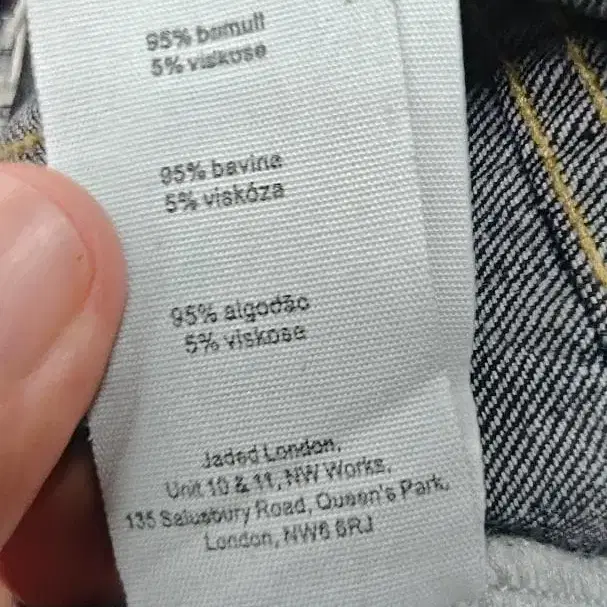 95% bomull
5% viskose
95% bavlna
5% viskóza
95% algodão
5% viskose
Jaded London,
Unit 10 & 11, NW Works,
135 Salusbury Road, Queen's Park,
London, NW6 6RJ